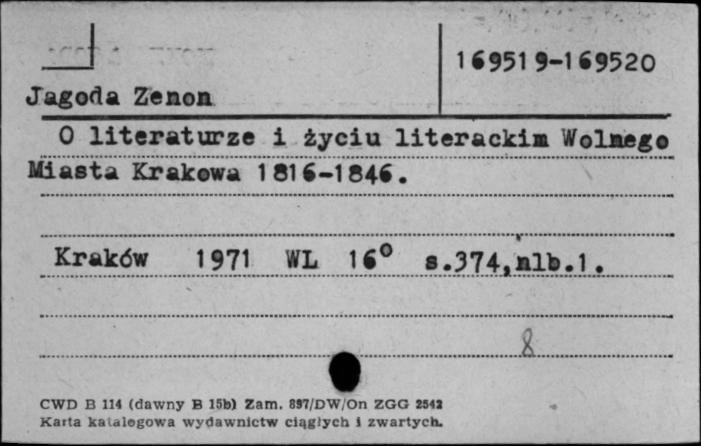 169519-169520
Jagoda Zenon
O literaturze i życiu literackim Wolnego
Miasta Krakowa 1816-1846.
Kraków 1971 WL 16° s.374,nlb.1.
8
CWD B 114 (dawny B 15b) Zam. 897/DW/On ZGG 2542
Karta katalogowa wydawnictw ciągłych i zwartych.